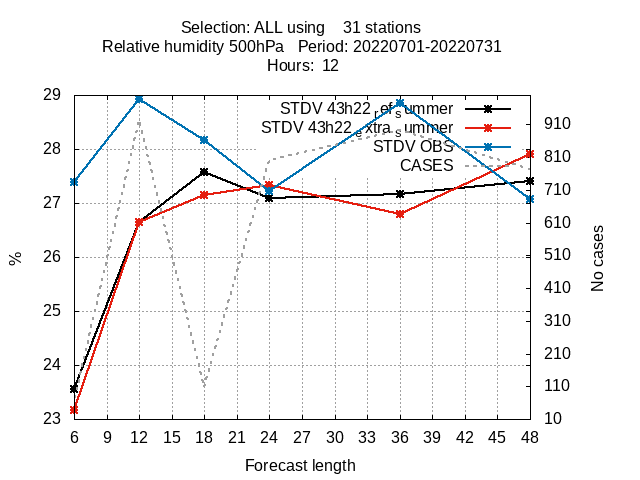 Selection: ALL using 31 stations
Relative humidity 500hPa Period: 20220701-20220731
Hours: 12
STDV 43h22_ref_summer
STDV 43h22_extra_summer
STDV OBS
CASES
29
28
27
26
25
24
23
%
910
810
710
610
510
410
310
210
110
10
No cases
6 9 12 15 18 21 24 27 30 33 36 39 42 45 48
Forecast length